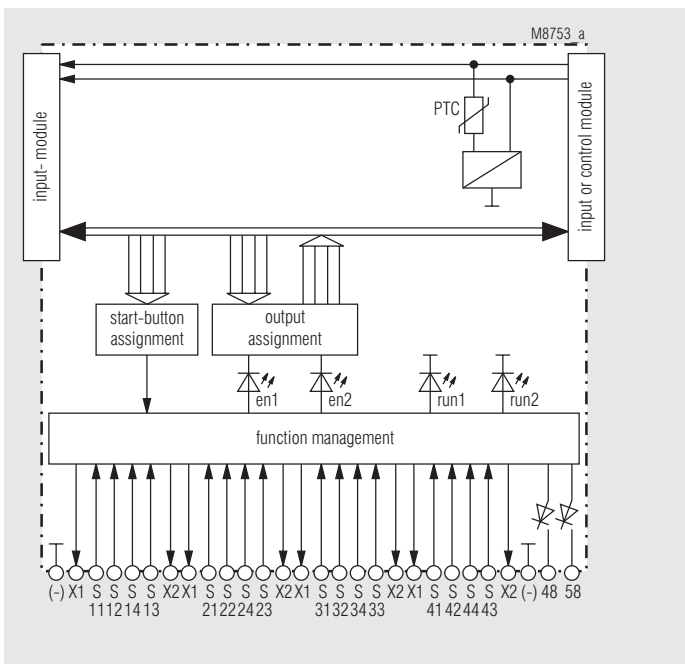 M8753_a
input- module
PTC
input or control module
start-button
assignment
output
assignment
en1 en2 run1 run2
function management
(-) X1 S S S S X2 X1 S S S S X2 X1 S S S S X2 X1 S S S S X2 (-) 48 58
11 12 14 13 21 22 24 23 31 32 34 33 41 42 44 43